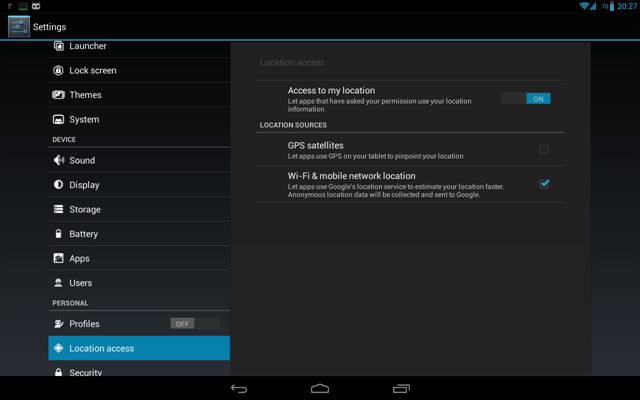 20:27
Settings
Launcher
Lock screen
Themes
System
DEVICE
Sound
Display
Storage
Battery
Apps
Users
PERSONAL
Profiles
OFF
Location access
Security
Location access
Access to my location
Let apps that have asked your permission use your location
information
ON
LOCATION SOURCES
GPS satellites
Let apps use GPS on your tablet to pinpoint your location
Wi-Fi & mobile network location
Let apps use Google's location service to estimate your location faster.
Anonymous location data will be collected and sent to Google.